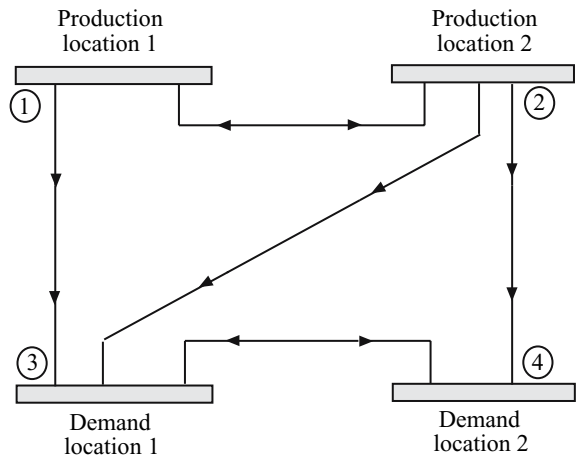 Production
location 1
Production
location 2
1
2
3
4
Demand
location 1
Demand
location 2